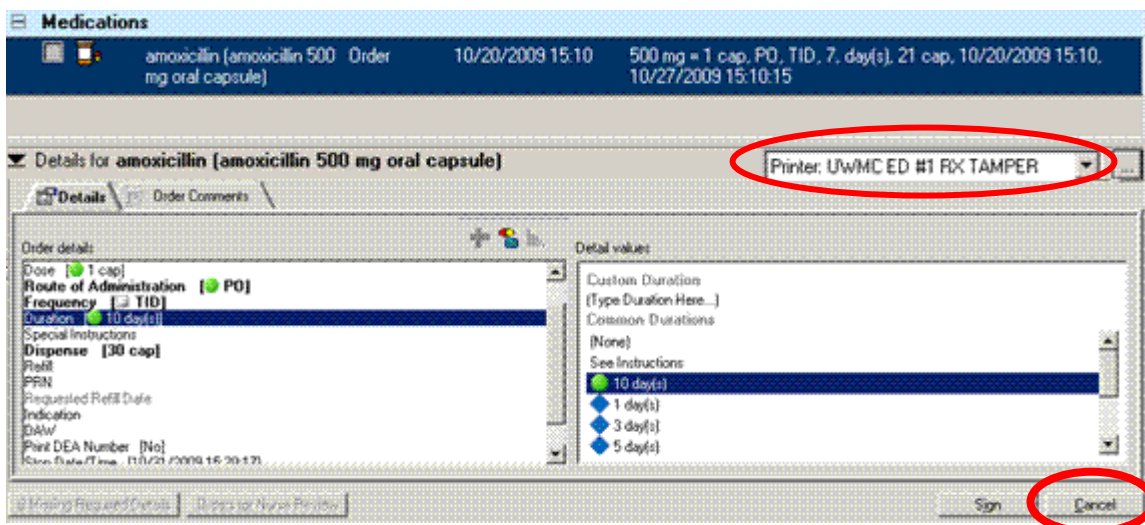 Medications
amoxicillin (amoxicillin 500 Order 10/20/2009 15:10 500 mg = 1 cap, PO, TID, 7, day(s), 21 cap, 10/20/2009 15:10,
mg oral capsule) 10/27/2009 15:10:15
Details for amoxicillin (amoxicillin 500 mg oral capsule) Printer: UWMC ED #1 RX TAMPER
Details Order Comments
Order details Detail values
Dose [1 cap]
Route of Administration [PO]
Frequency [TID]
Duration [10 day(s)]
Special Instructions
Dispense [30 cap]
Refill
PRN
Requested Refill Date
Indication
DAW
Print DEA Number [No]
Stop Date/Time
Custom Duration
(Type Duration Here...)
Common Durations
(None)
See Instructions
10 day(s)
1 day(s)
3 day(s)
5 day(s)
Missing Required Details
Sign Cancel